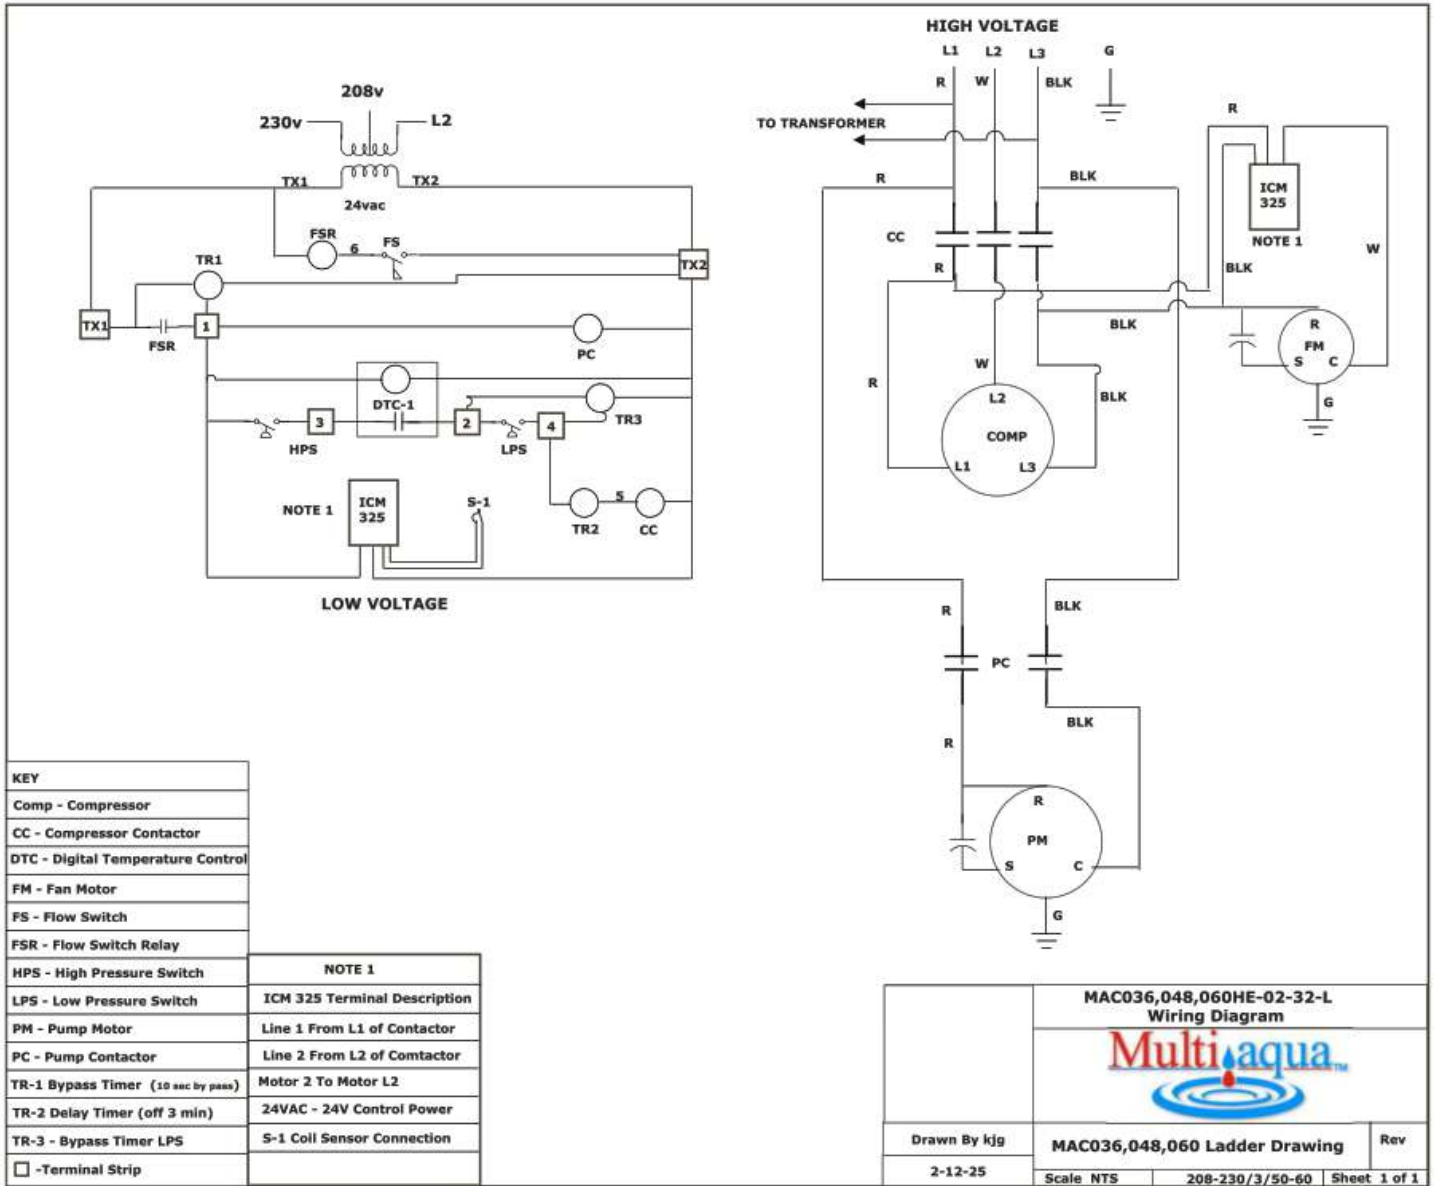 HIGH VOLTAGE
L1 L2 L3 G
R W BLK
208v
230v L2
TO TRANSFORMER
R
TX1 TX2
24vac
R BLK
ICM
325
NOTE 1
FSR 6 FS
CC
W
TR1
TX2
R
BLK
TX1
FSR
1
PC
BLK
R
FM
S C
G
DTC-1
HPS
3
2
LPS
4
TR3
R
W
BLK
L2
COMP
L1 L3
NOTE 1
ICM
325
S-1
TR2
5
CC
LOW VOLTAGE
R BLK
PC
BLK
R
R
PM
S C
G
KEY
Comp - Compressor
CC - Compressor Contactor
DTC - Digital Temperature Control
FM - Fan Motor
FS - Flow Switch
FSR - Flow Switch Relay
HPS - High Pressure Switch
LPS - Low Pressure Switch
PM - Pump Motor
PC - Pump Contactor
TR-1 Bypass Timer (10 sec by pass)
TR-2 Delay Timer (off 3 min)
TR-3 - Bypass Timer LPS
-Terminal Strip
NOTE 1
ICM 325 Terminal Description
Line 1 From L1 of Contactor
Line 2 From L2 of Comtactor
Motor 2 To Motor L2
24VAC - 24V Control Power
S-1 Coil Sensor Connection
MAC036,048,060HE-02-32-L
Wiring Diagram
Multiaqua TM
Drawn By kjg
2-12-25
MAC036,048,060 Ladder Drawing
Rev
Scale NTS 208-230/3/50-60 Sheet 1 of 1